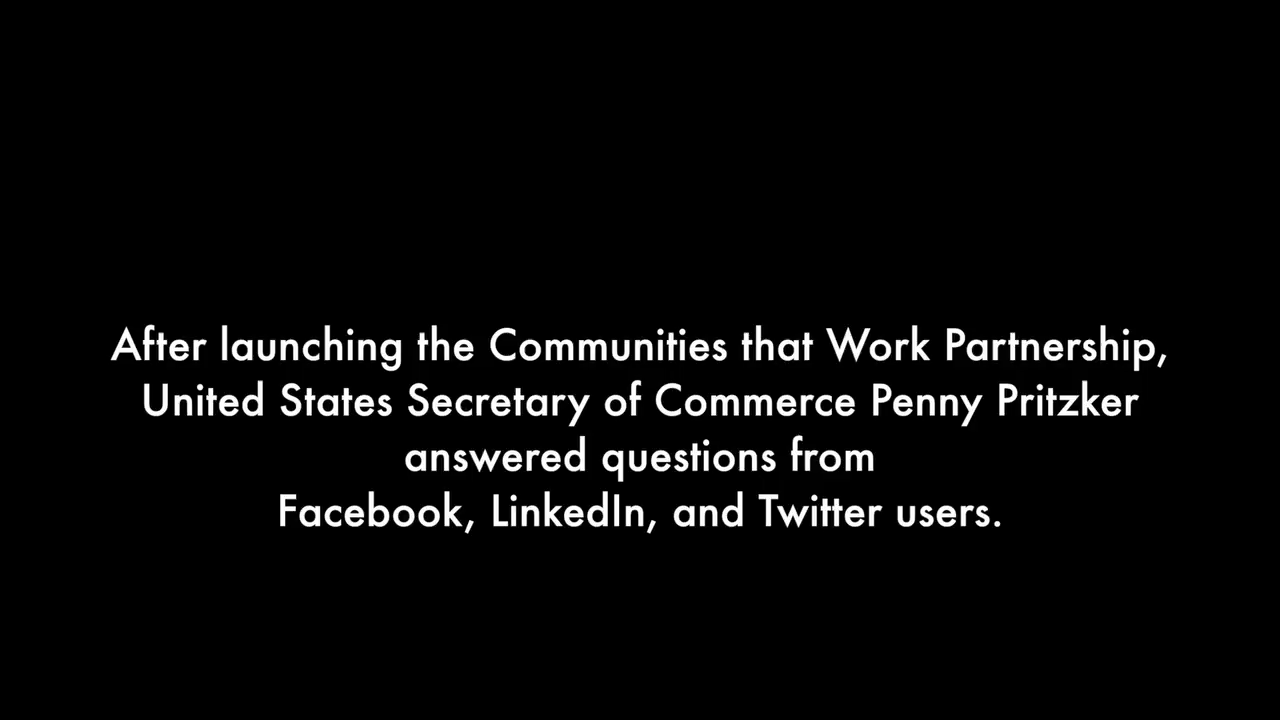 After launching the Communities that Work Partnership,
United States Secretary of Commerce Penny Pritzker
answered questions from
Facebook, LinkedIn, and Twitter users.